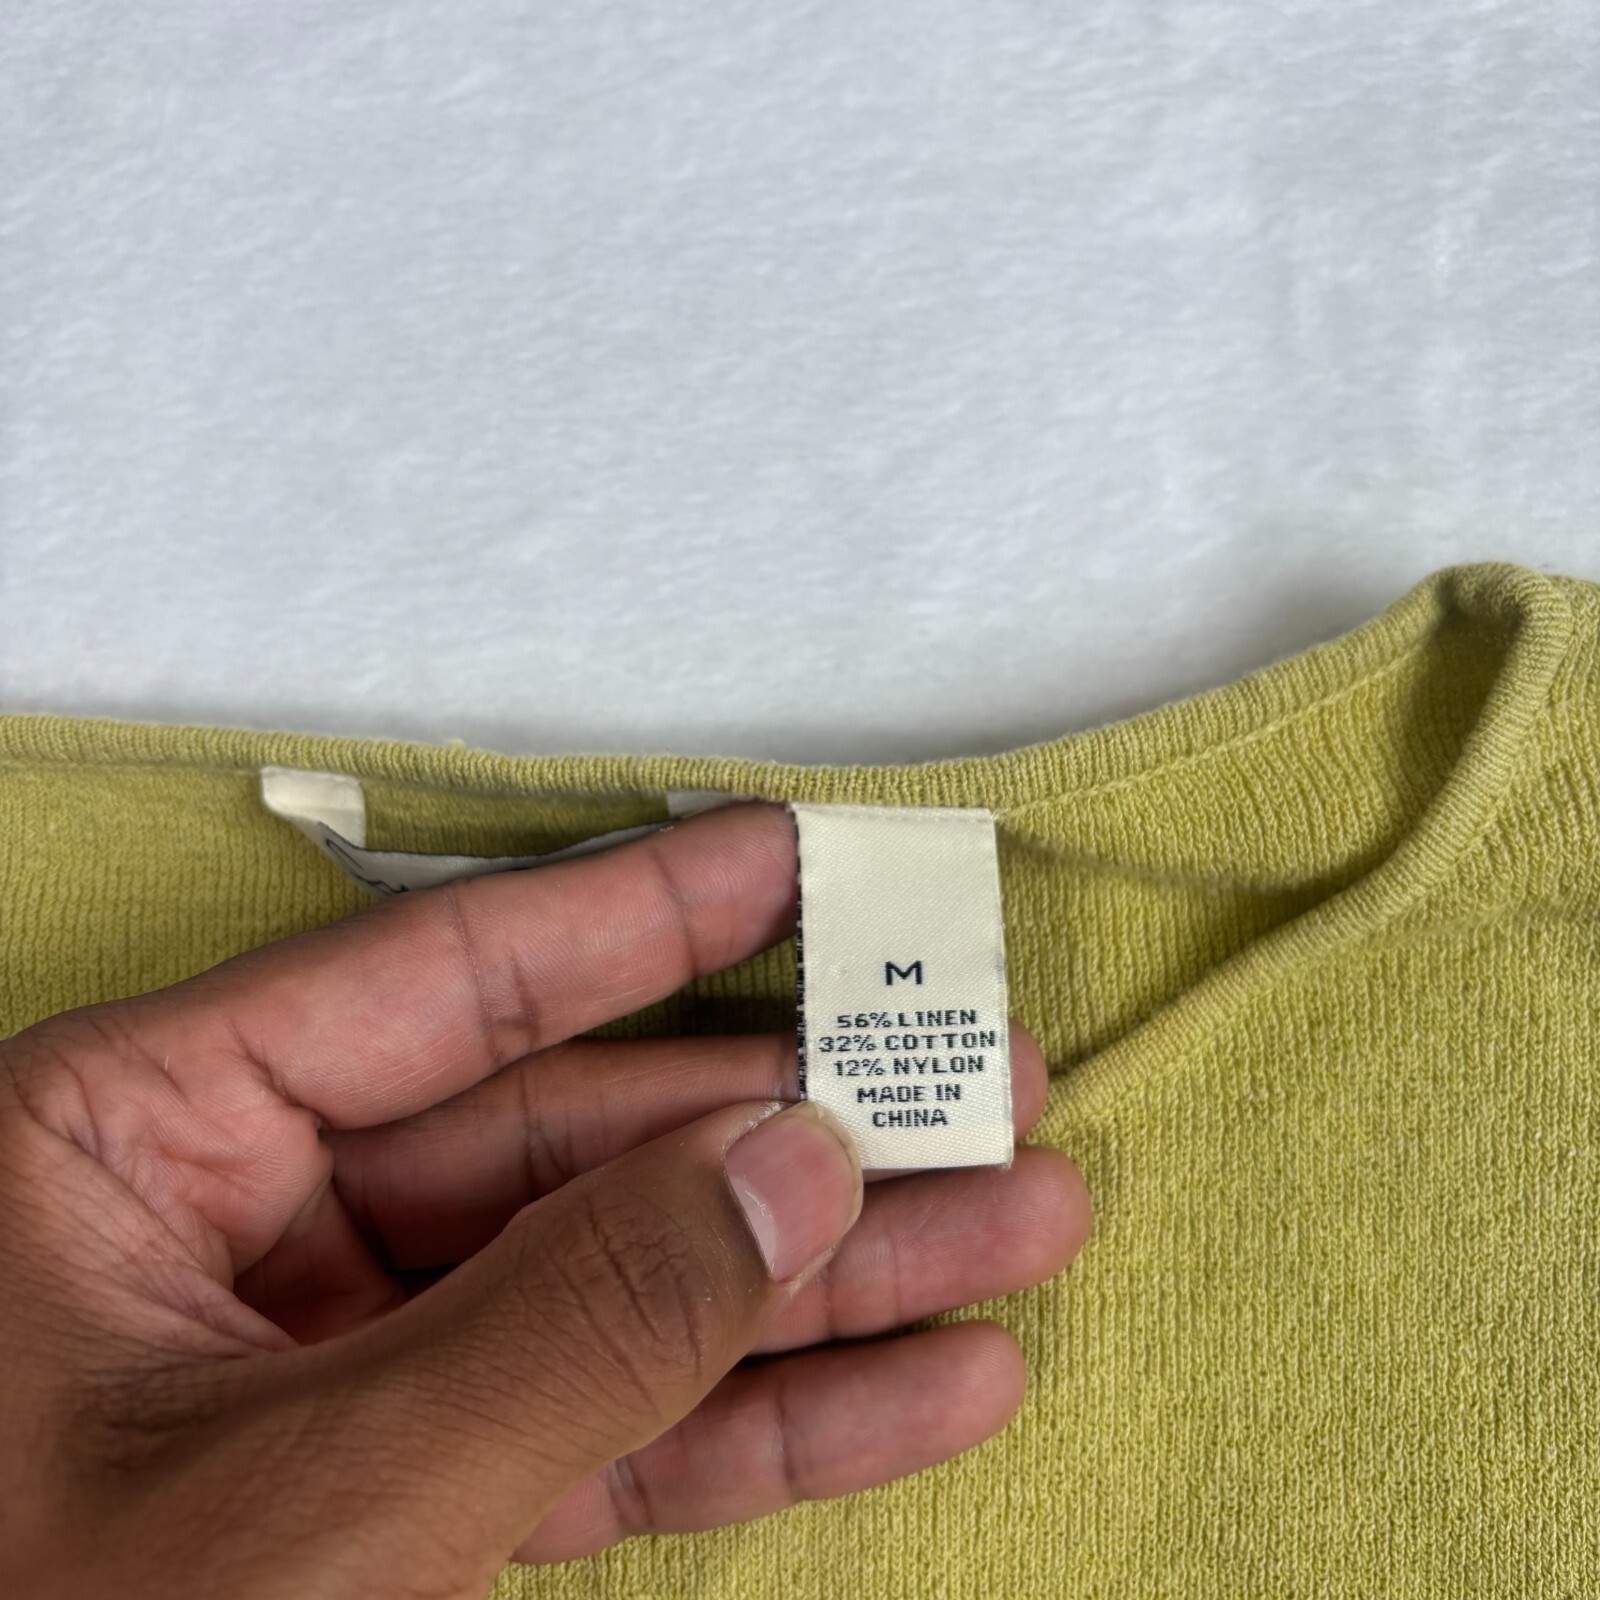 M
56% LINEN
32% COTTON
12% NYLON
MADE IN
CHINA